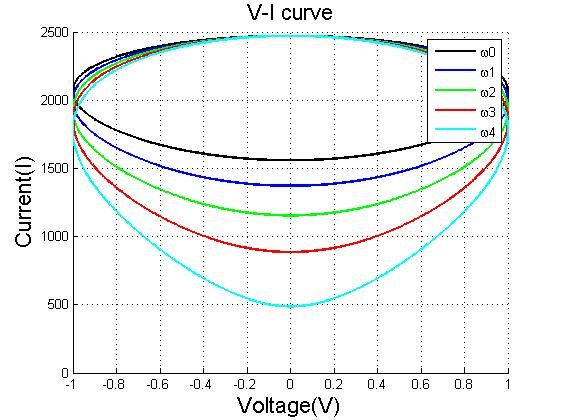 V-I curve
2500
2000
1500
1000
500
0
Current(I)
ω0
ω1
ω2
ω3
ω4
-1 -0.8 -0.6 -0.4 -0.2 0 0.2 0.4 0.6 0.8 1
Voltage(V)